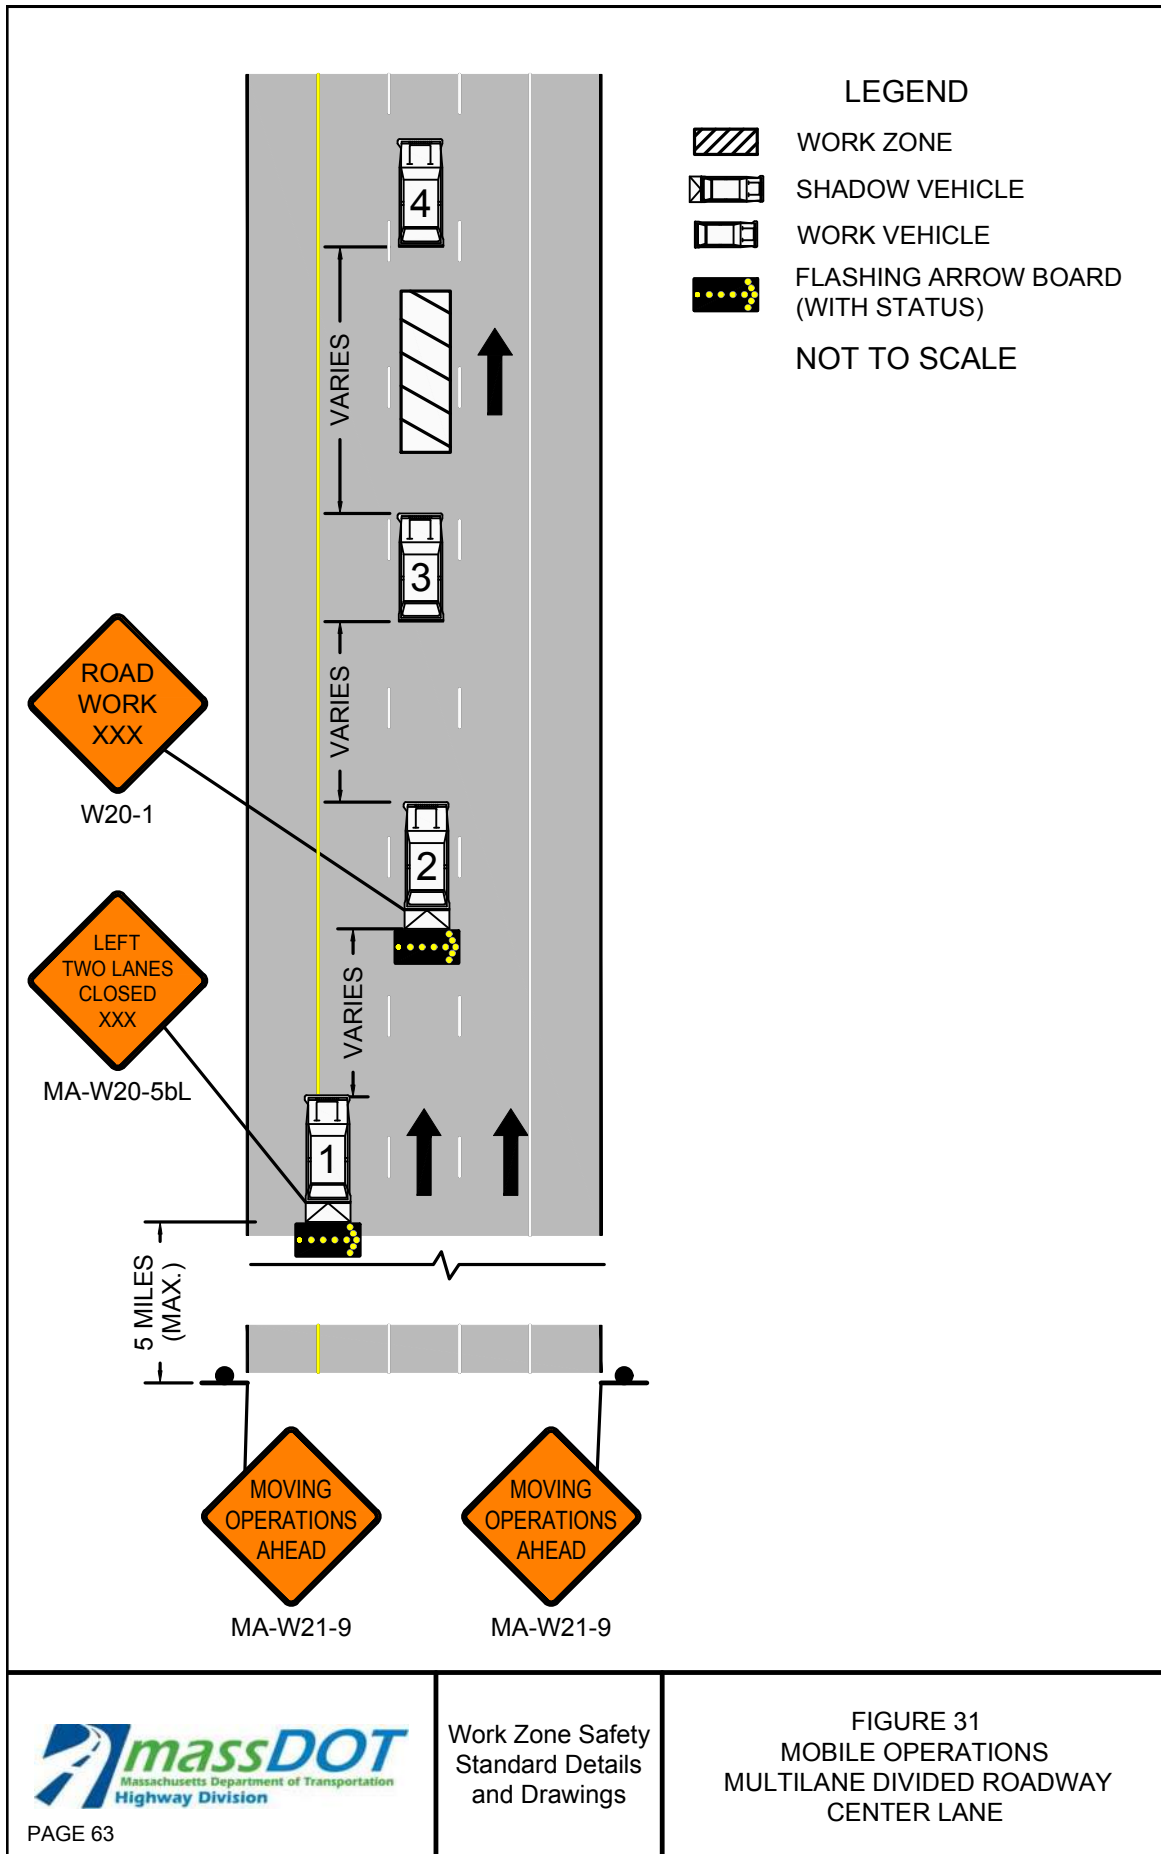 LEGEND
WORK ZONE
SHADOW VEHICLE
WORK VEHICLE
FLASHING ARROW BOARD
(WITH STATUS)
NOT TO SCALE
4
VARIES
3
VARIES
ROAD
WORK
XXX
W20-1
2
LEFT
TWO LANES
CLOSED
XXX
MA-W20-5bL
VARIES
1
5 MILES
(MAX.)
MOVING
OPERATIONS
AHEAD
MA-W21-9
MOVING
OPERATIONS
AHEAD
MA-W21-9
massDOT
Massachusetts Department of Transportation
Highway Division
PAGE 63
Work Zone Safety
Standard Details
and Drawings
FIGURE 31
MOBILE OPERATIONS
MULTILANE DIVIDED ROADWAY
CENTER LANE